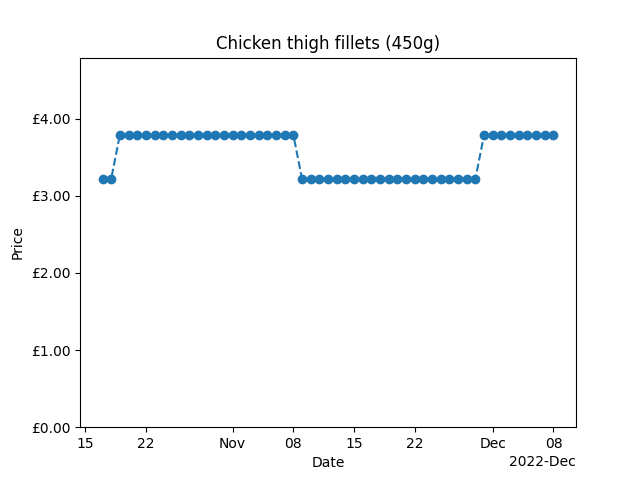 Chicken thigh fillets (450g)
£4.00
£3.00
£2.00
£1.00
£0.00
Price
15 22 Nov 08 15 22 Dec 08
Date
2022-Dec